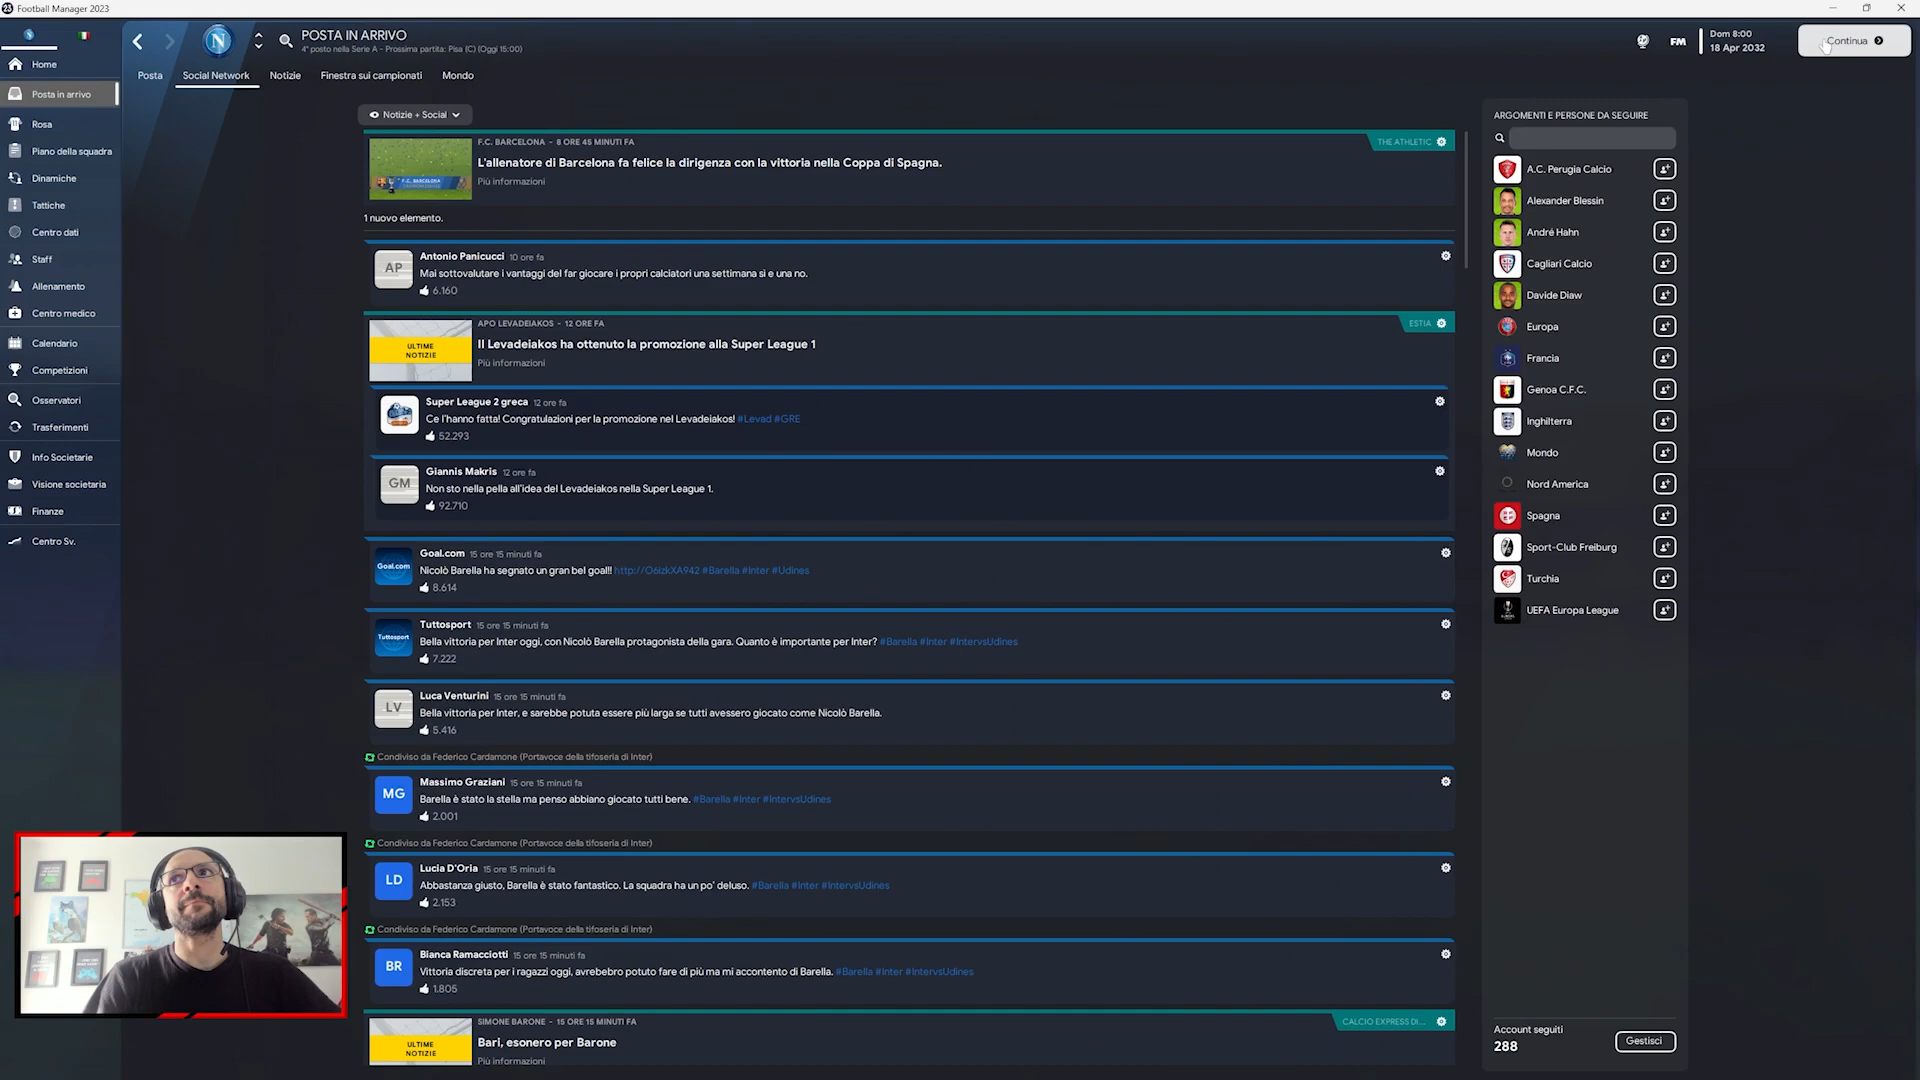 Football Manager 2023
POSTA IN ARRIVO
4° posto nella Serie A - Prossima partita: Pisa (C) (Oggi 15:00)
FM
Dom 8:00
18 Apr 2032
Continua
Posta
Social Network
Notizie
Finestra sui campionati
Mondo
Home
Posta in arrivo
Rosa
Piano della squadra
Dinamiche
Tattiche
Centro dati
Staff
Allenamento
Centro medico
Calendario
Competizioni
Osservatori
Trasferimenti
Info Societarie
Visione societaria
Finanze
Centro Sv.
Notizie + Social
F.C. BARCELONA - 8 ORE 45 MINUTI FA
THE ATHLETIC
L'allenatore di Barcelona fa felice la dirigenza con la vittoria nella Coppa di Spagna.
Più informazioni
1 nuovo elemento.
AP
Antonio Panicucci 10 ore fa
Mai sottovalutare i vantaggi del far giocare i propri calciatori una settimana sì e una no.
6.160
ULTIME
NOTIZIE
APO LEVADEIAKOS - 12 ORE FA
ESTIA
Il Levadeiakos ha ottenuto la promozione alla Super League 1
Più informazioni
Super League 2 greca 12 ore fa
Ce l'hanno fatta! Congratulazioni per la promozione nel Levadeiakos! #Levad #GRE
52.293
GM
Giannis Makris 12 ore fa
Non sto nella pella all'idea del Levadeiakos nella Super League 1.
92.710
Goal.com
Goal.com 15 ore 15 minuti fa
Nicolò Barella ha segnato un gran bel goal!! http://O6izkXA942 #Barella #Inter #Udines
8.614
Tuttosport
Tuttosport 15 ore 15 minuti fa
Bella vittoria per Inter oggi, con Nicolò Barella protagonista della gara. Quanto è importante per Inter? #Barella #Inter #IntervsUdines
7.222
LV
Luca Venturini 15 ore 15 minuti fa
Bella vittoria per Inter, e sarebbe potuta essere più larga se tutti avessero giocato come Nicolò Barella.
5.416
Condiviso da Federico Cardamone (Portavoce della tifoseria di Inter)
MG
Massimo Graziani 15 ore 15 minuti fa
Barella è stato la stella ma penso abbiano giocato tutti bene. #Barella #Inter #IntervsUdines
2.001
Condiviso da Federico Cardamone (Portavoce della tifoseria di Inter)
LD
Lucia D'Oria 15 ore 15 minuti fa
Abbastanza giusto, Barella è stato fantastico. La squadra ha un po' deluso. #Barella #Inter #IntervsUdines
2.153
Condiviso da Federico Cardamone (Portavoce della tifoseria di Inter)
BR
Bianca Ramacciotti 15 ore 15 minuti fa
Vittoria discreta per i ragazzi oggi, avrebebro potuto fare di più ma mi accontento di Barella. #Barella #Inter #IntervsUdines
1.805
ULTIME
NOTIZIE
SIMONE BARONE - 15 ORE 15 MINUTI FA
CALCIO EXPRESS DI...
Bari, esonero per Barone
Più informazioni
ARGOMENTI E PERSONE DA SEGUIRE
A.C. Perugia Calcio
Alexander Blessin
André Hahn
Cagliari Calcio
Davide Diaw
Europa
Francia
Genoa C.F.C.
Inghilterra
Mondo
Nord America
Spagna
Sport-Club Freiburg
Turchia
UEFA Europa League
Account seguiti
288
Gestisci